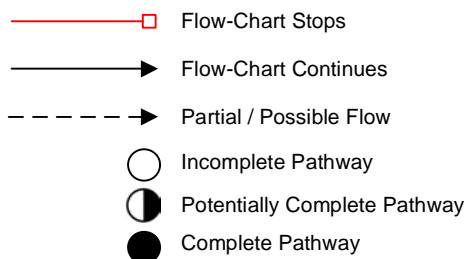 Flow-Chart Stops
Flow-Chart Continues
Partial / Possible Flow
Incomplete Pathway
Potentially Complete Pathway
Complete Pathway